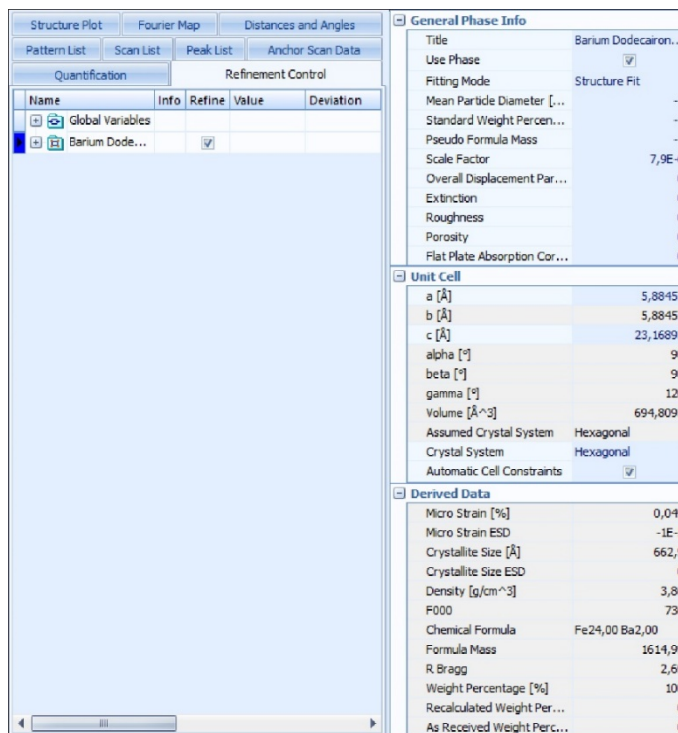 Structure Plot Fourier Map Distances and Angles
Pattern List Scan List Peak List Anchor Scan Data
Quantification Refinement Control
Name Info Refine Value Deviation
Global Variables
Barium Dode...
General Phase Info
Title Barium Dodecairon...
Use Phase
Fitting Mode Structure Fit
Mean Particle Diameter [...
Standard Weight Percen...
Pseudo Formula Mass
Scale Factor 7,9E-
Overall Displacement Par...
Extinction
Roughness
Porosity
Flat Plate Absorption Cor...
Unit Cell
a [Å] 5,8845
b [Å] 5,8845
c [Å] 23,1689
alpha [°] 9
beta [°] 9
gamma [°] 12
Volume [Å^3] 694,809
Assumed Crystal System Hexagonal
Crystal System Hexagonal
Automatic Cell Constraints
Derived Data
Micro Strain [%] 0,04
Micro Strain ESD -1E-
Crystallite Size [Å] 662,
Crystallite Size ESD
Density [g/cm^3] 3,8
F000 73
Chemical Formula Fe24,00 Ba2,00
Formula Mass 1614,9
R Bragg 2,6
Weight Percentage [%] 10
Recalculated Weight Per...
As Received Weight Perc...